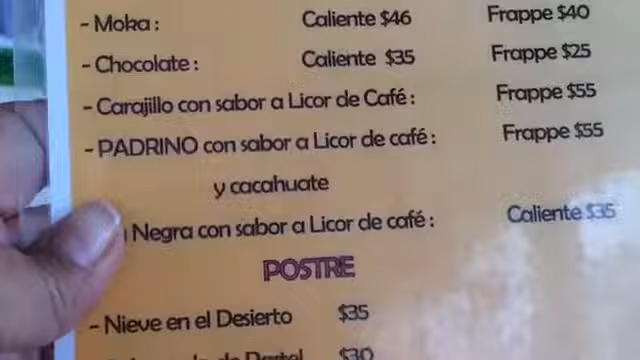 - Moka : Caliente $46 Frappe $40
- Chocolate : Caliente $35 Frappe $25
- Carajillo con sabor a Licor de Café : Frappe $55
- PADRINO con sabor a Licor de café : Frappe $55
y cacahuate
Negra con sabor a Licor de café : Caliente $35
POSTRE
- Nieve en el Desierto $35
de $30